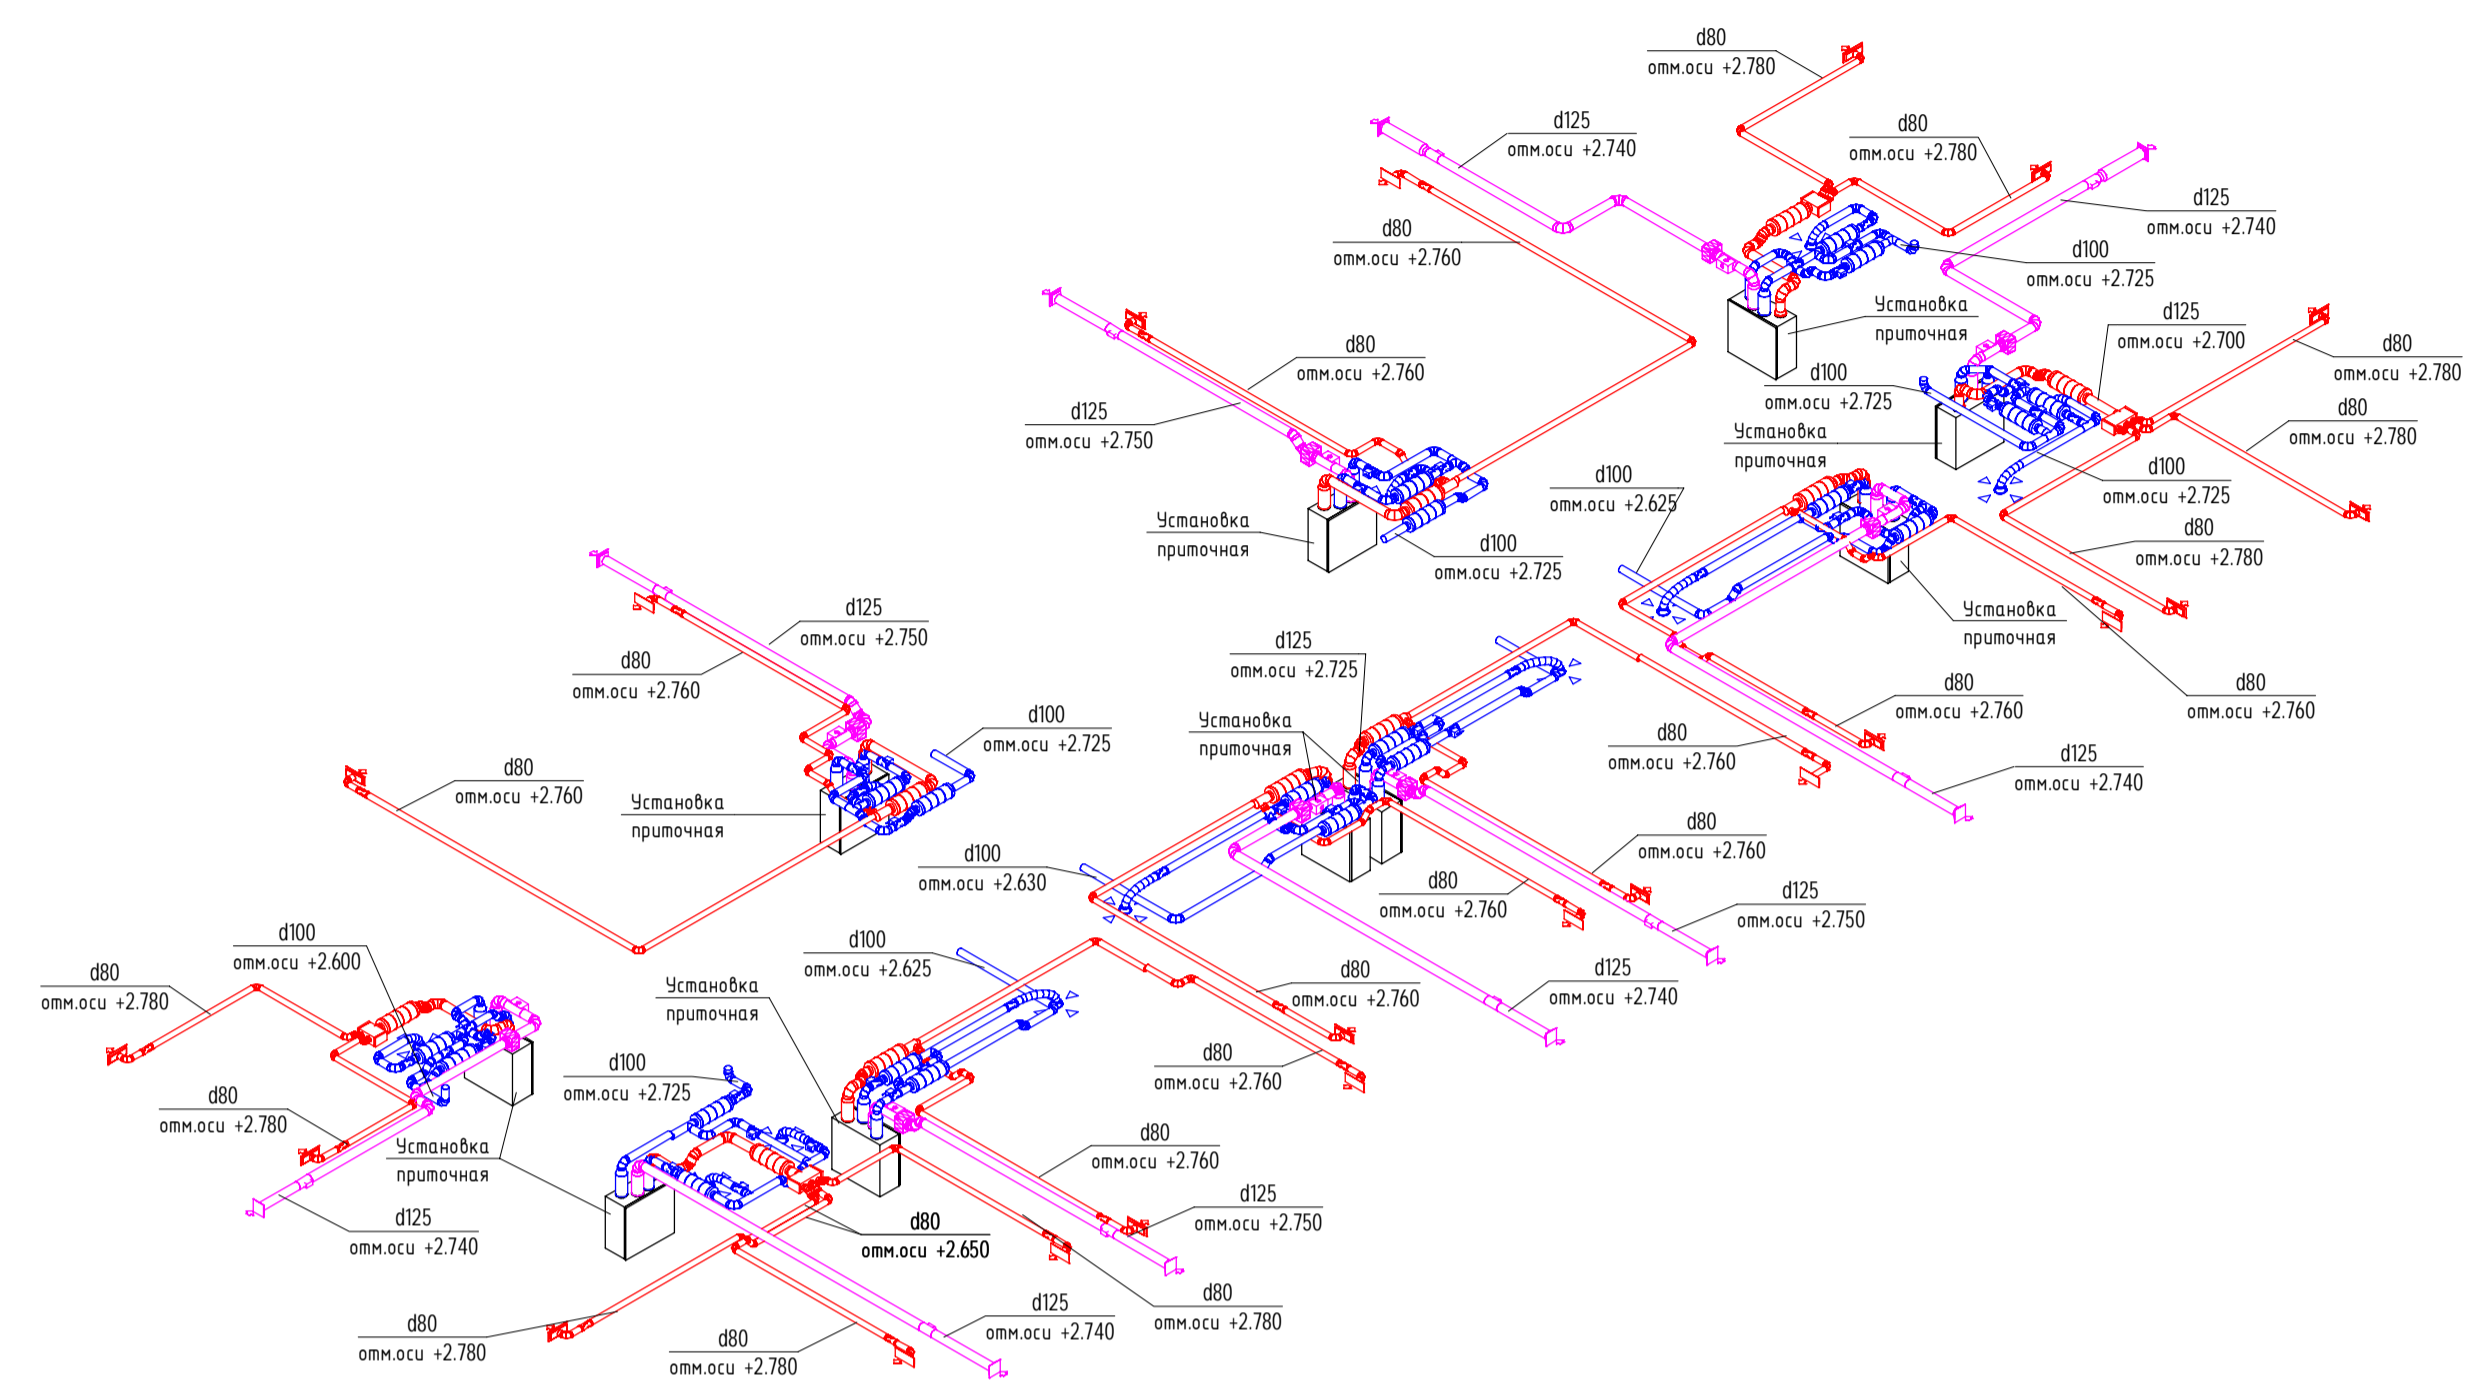 d80
отм.оси +2.780
d125
отм.оси +2.740
d80
отм.оси +2.780
d125
отм.оси +2.740
d80
отм.оси +2.760
d100
отм.оси +2.725
Установка
приточная
d125
отм.оси +2.700
d80
отм.оси +2.780
d80
отм.оси +2.760
d100
отм.оси +2.725
d125
отм.оси +2.750
d80
отм.оси +2.780
Установка
приточная
d100
отм.оси +2.725
d100
отм.оси +2.625
Установка
приточная
d100
отм.оси +2.725
d80
отм.оси +2.780
Установка
приточная
d125
отм.оси +2.750
d125
отм.оси +2.725
d80
отм.оси +2.760
d80
отм.оси +2.760
d80
отм.оси +2.760
Установка
приточная
d100
отм.оси +2.725
d80
отм.оси +2.760
d125
отм.оси +2.740
d80
отм.оси +2.760
Установка
приточная
d80
отм.оси +2.760
d100
отм.оси +2.630
d80
отм.оси +2.760
d125
отм.оси +2.750
d100
отм.оси +2.600
d100
отм.оси +2.625
d80
отм.оси +2.780
Установка
приточная
d80
отм.оси +2.760
d125
отм.оси +2.740
d100
отм.оси +2.725
d80
отм.оси +2.760
d80
отм.оси +2.780
Установка
приточная
d80
отм.оси +2.760
d125
отм.оси +2.750
d125
отм.оси +2.740
d80
отм.оси +2.650
d80
отм.оси +2.780
d125
отм.оси +2.740
d80
отм.оси +2.780
d80
отм.оси +2.780